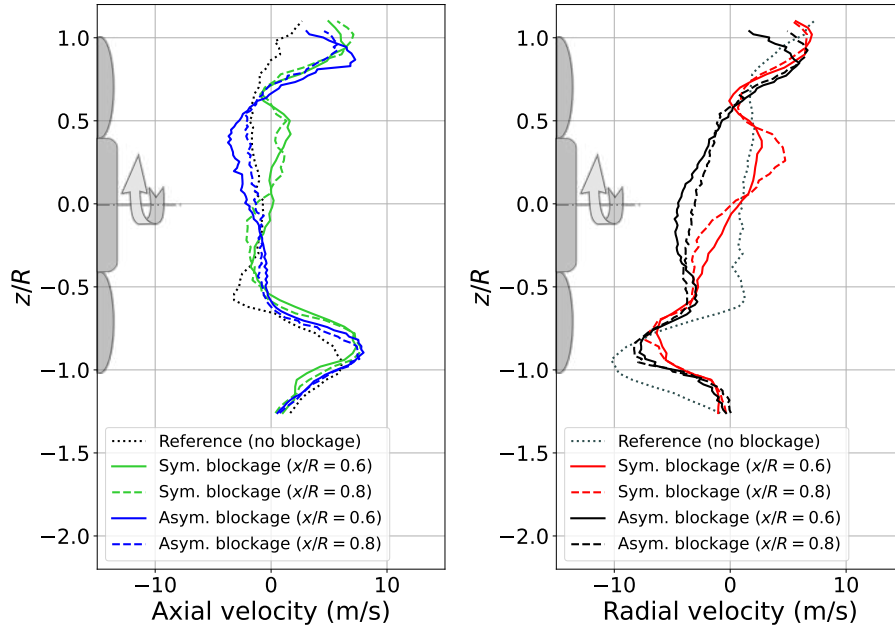 1.0
0.5
0.0
−0.5
−1.0
−1.5
−2.0
z/R
Reference (no blockage)
Sym. blockage (x/R = 0.6)
Sym. blockage (x/R = 0.8)
Asym. blockage (x/R = 0.6)
Asym. blockage (x/R = 0.8)
−10 0 10
Axial velocity (m/s)
1.0
0.5
0.0
−0.5
−1.0
−1.5
−2.0
z/R
Reference (no blockage)
Sym. blockage (x/R = 0.6)
Sym. blockage (x/R = 0.8)
Asym. blockage (x/R = 0.6)
Asym. blockage (x/R = 0.8)
−10 0 10
Radial velocity (m/s)